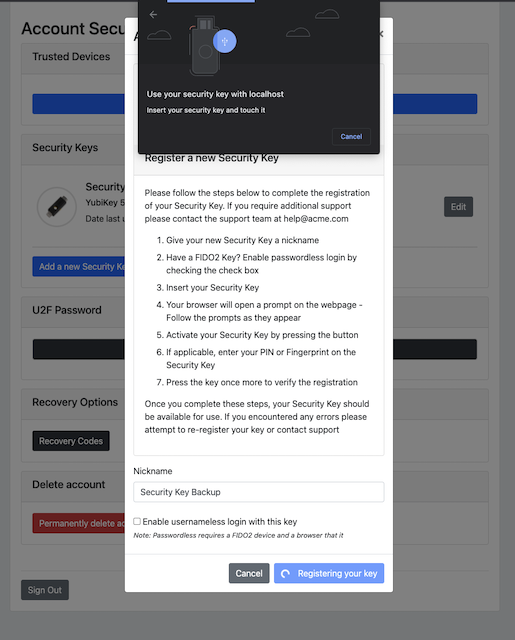 Account Secu
Trusted Devices
Use your security key with localhost
Insert your security key and touch it
Cancel
Security Keys
Security
YubiKey 5
Date last u
Edit
Add a new Security Ke
U2F Password
Recovery Options
Recovery Codes
Delete account
Permanently delete ac
Sign Out
Register a new Security Key
Please follow the steps below to complete the registration
of your Security Key. If you require additional support
please contact the support team at help@acme.com
1. Give your new Security Key a nickname
2. Have a FIDO2 Key? Enable passwordless login by
checking the check box
3. Insert your Security Key
4. Your browser will open a prompt on the webpage -
Follow the prompts as they appear
5. Activate your Security Key by pressing the button
6. If applicable, enter your PIN or Fingerprint on the
Security Key
7. Press the key once more to verify the registration
Once you complete these steps, your Security Key should
be available for use. If you encountered any errors please
attempt to re-register your key or contact support
Nickname
Security Key Backup
Enable usernameless login with this key
Note: Passwordless requires a FIDO2 device and a browser that it
Cancel
Registering your key